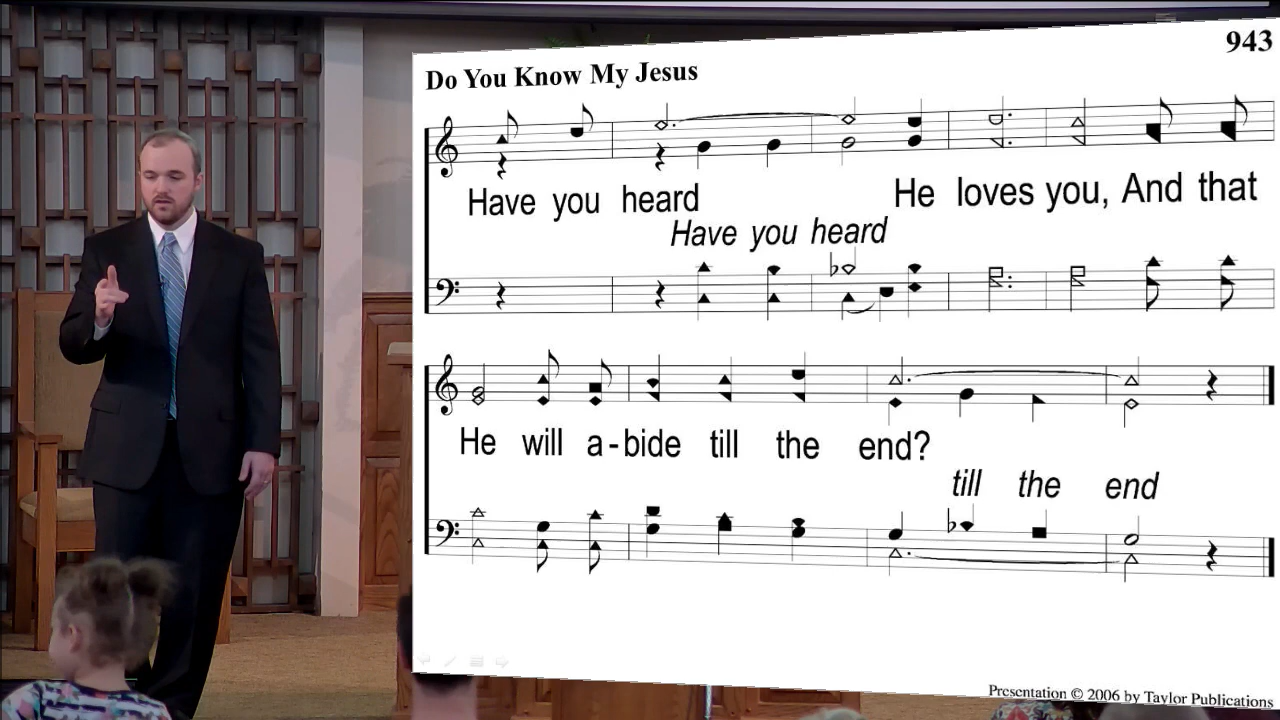 943
Do You Know My Jesus
Have you heard He loves you, And that
Have you heard
He will a-bide till the end?
till the end
Presentation © 2006 by Taylor Publications